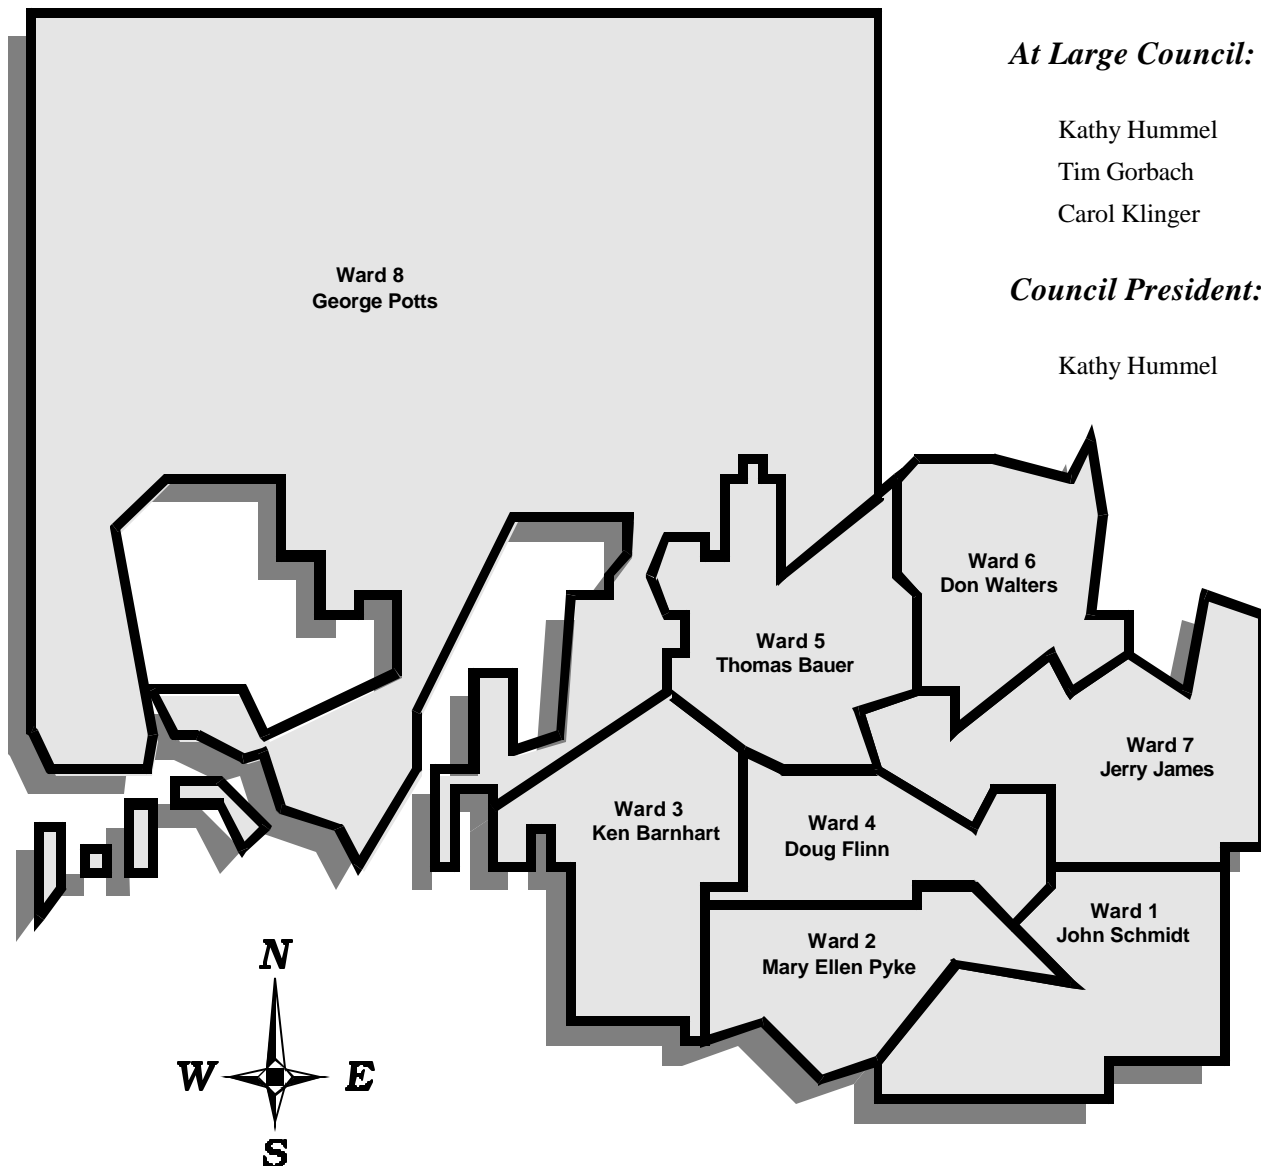 At Large Council:
Kathy Hummel
Tim Gorbach
Carol Klinger
Council President:
Kathy Hummel
Ward 8
George Potts
Ward 6
Don Walters
Ward 5
Thomas Bauer
Ward 7
Jerry James
Ward 3
Ken Barnhart
Ward 4
Doug Flinn
Ward 1
John Schmidt
Ward 2
Mary Ellen Pyke
N
W E
S